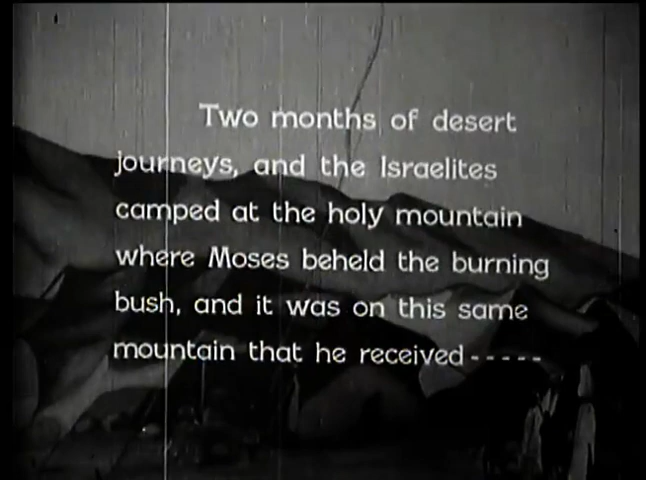 Two months of desert
journeys, and the Israelites
camped at the holy mountain
where Moses beheld the burning
bush, and it was on this same
mountain that he received-----